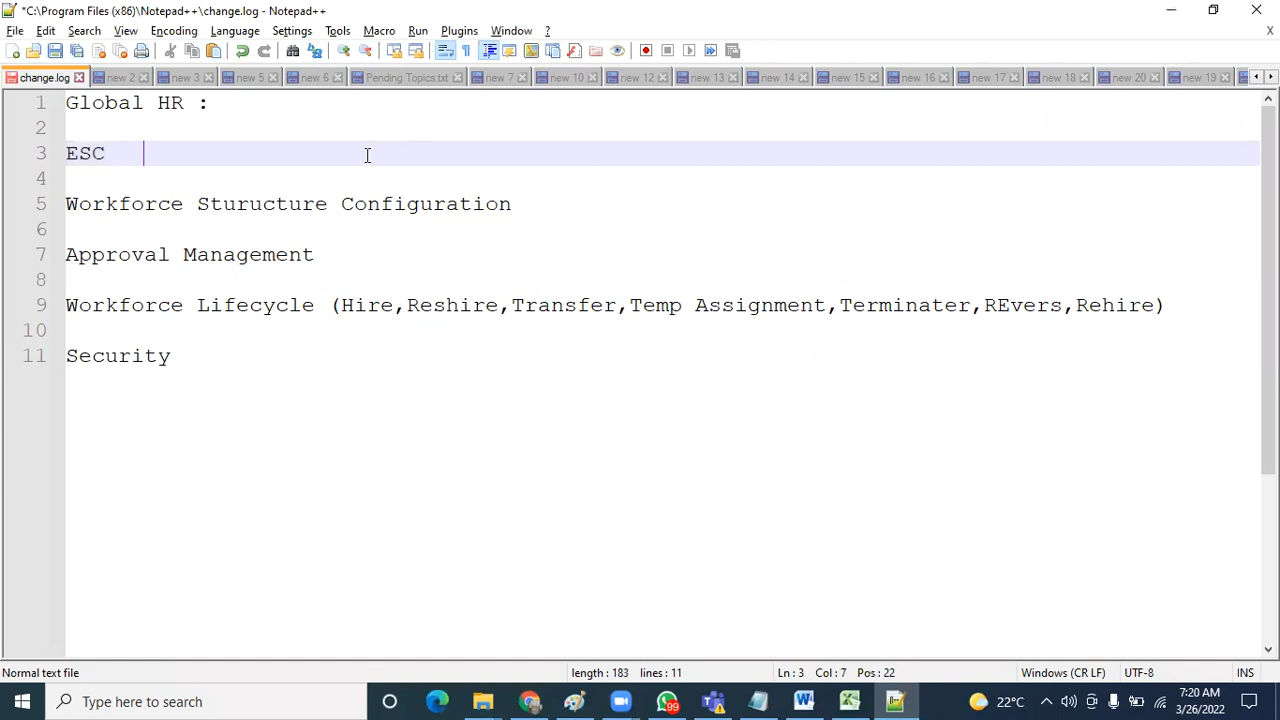 *C:\Program Files (x86)\Notepad++\change.log - Notepad++
File Edit Search View Encoding Language Settings Tools Macro Run Plugins Window ? X
change.log new 2 new 3 new 5 new 6 Pending Topics new 7 new 10 new 12 new 13 new 14 new 15 new 16 new 17 new 18 new 20 new 19
1 Global HR :
2
3 ESC
4
5 Workforce Sturucture Configuration
6
7 Approval Management
8
9 Workforce Lifecycle (Hire,Reshire,Transfer,Temp Assignment,Terminater,REvers,Rehire)
10
11 Security
Normal text file length : 183 lines : 11 Ln : 3 Col : 7 Pos : 22 Windows (CR LF) UTF-8 INS
Type here to search 99 22°C 7:20 AM
3/26/2022